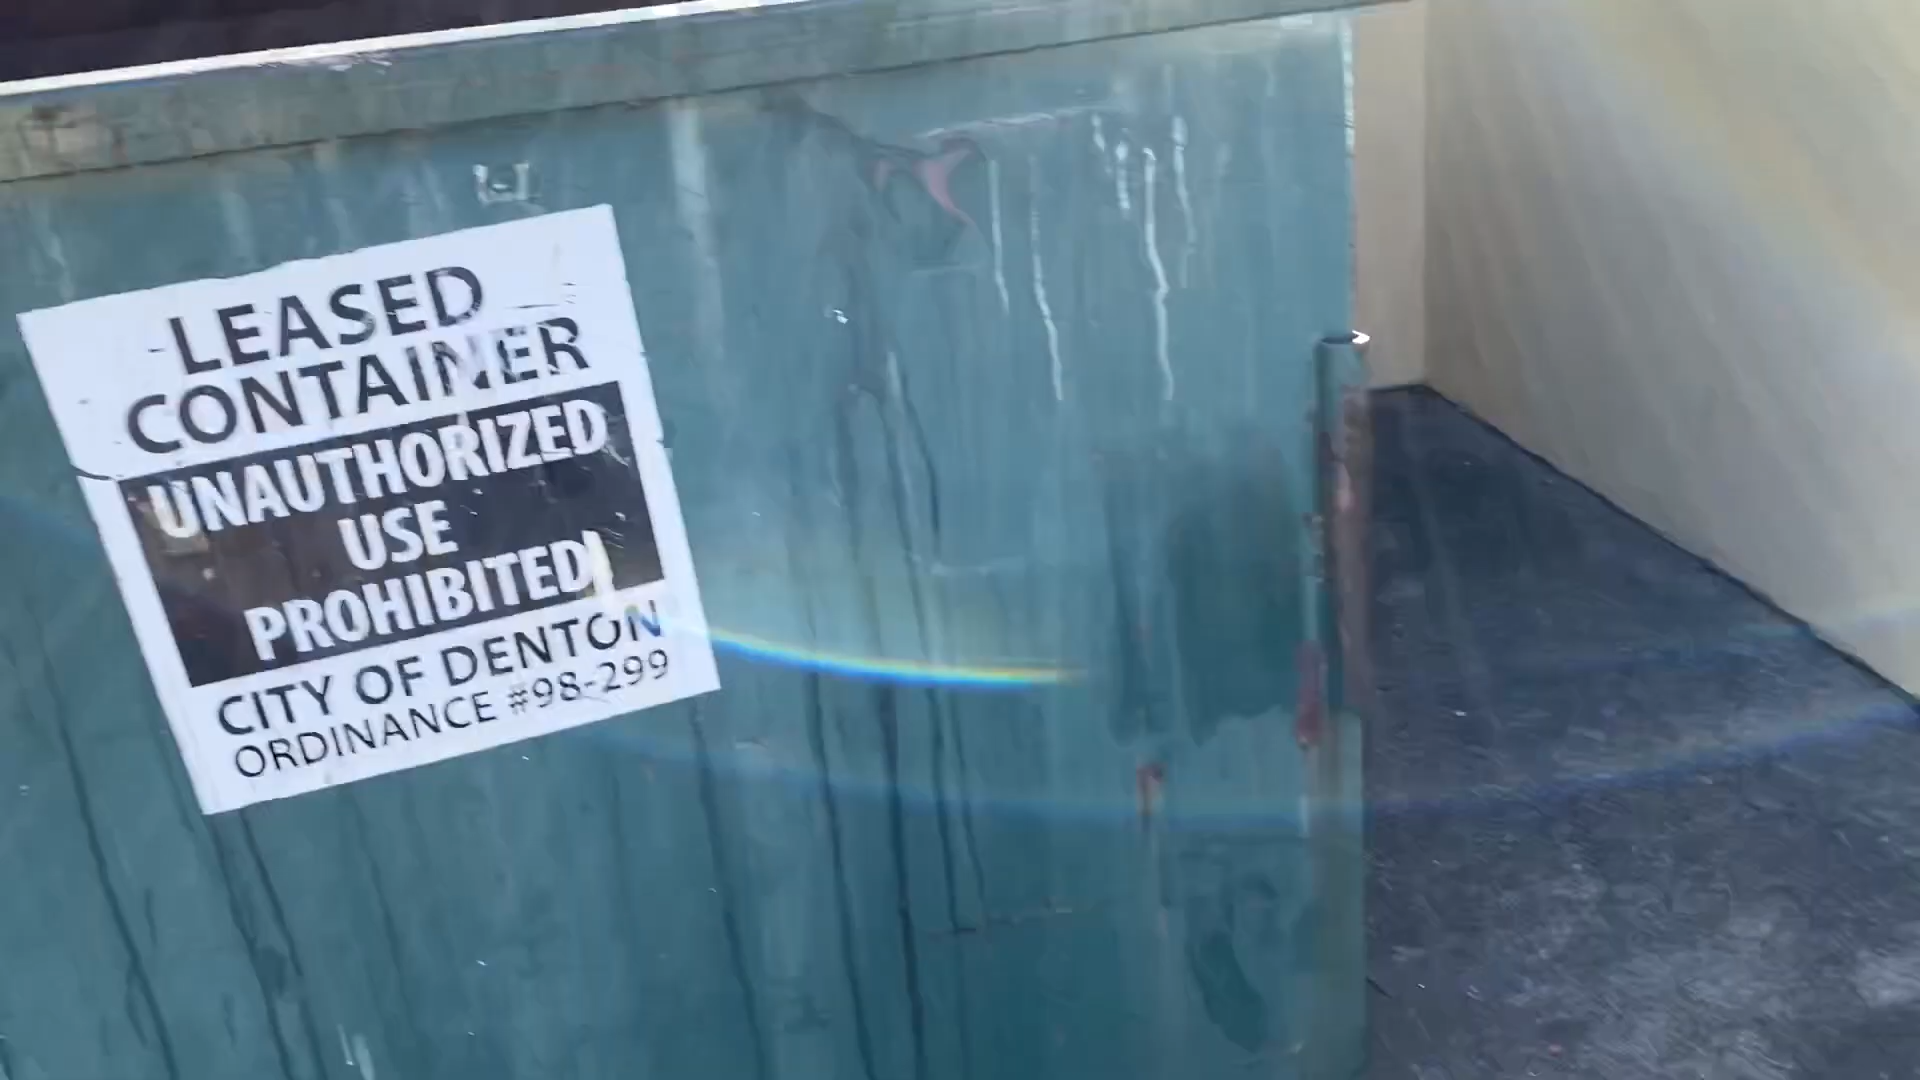 LEASED
CONTAINER
UNAUTHORIZED
USE
PROHIBITED!
CITY OF DENTON
ORDINANCE #98-299